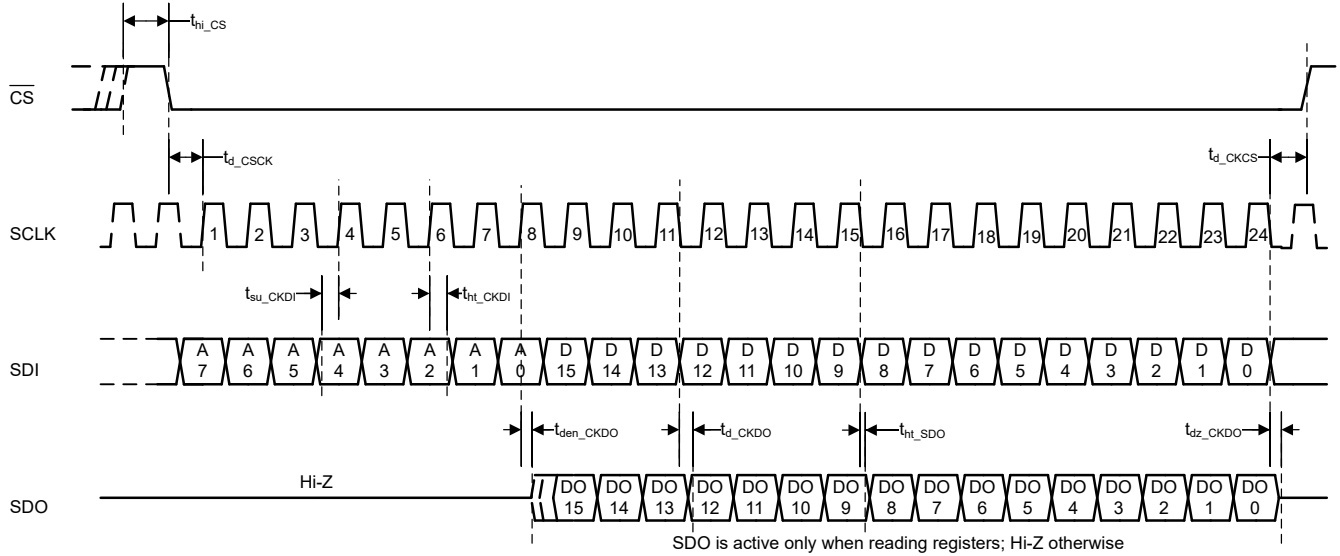 t_hi_CS
CS
t_d_CSCK
t_d_CKCS
SCLK
1 2 3 4 5 6 7 8 9 10 11 12 13 14 15 16 17 18 19 20 21 22 23 24
t_su_CKDI
t_ht_CKDI
SDI
A A A A A A A A D D D D D D D D D D D D D D D D
7 6 5 4 3 2 1 0 15 14 13 12 11 10 9 8 7 6 5 4 3 2 1 0
t_den_CKDO
t_d_CKDO
t_ht_SDO
t_dz_CKDO
Hi-Z
SDO
DO DO DO DO DO DO DO DO DO DO DO DO DO DO DO DO
15 14 13 12 11 10 9 8 7 6 5 4 3 2 1 0
SDO is active only when reading registers; Hi-Z otherwise